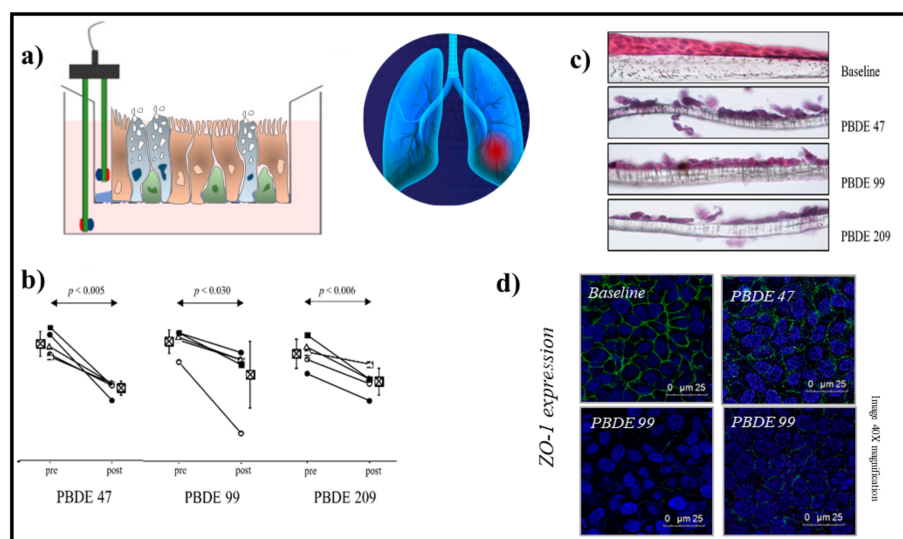 a)
c)
Baseline
PBDE 47
PBDE 99
PBDE 209
b)
p < 0.005
p < 0.030
p < 0.006
pre
post
pre
post
pre
post
PBDE 47
PBDE 99
PBDE 209
d)
ZO-1 expression
Baseline
0 µm 25
PBDE 47
0 µm 25
PBDE 99
0 µm 25
PBDE 99
0 µm 25
Image 40X magnification